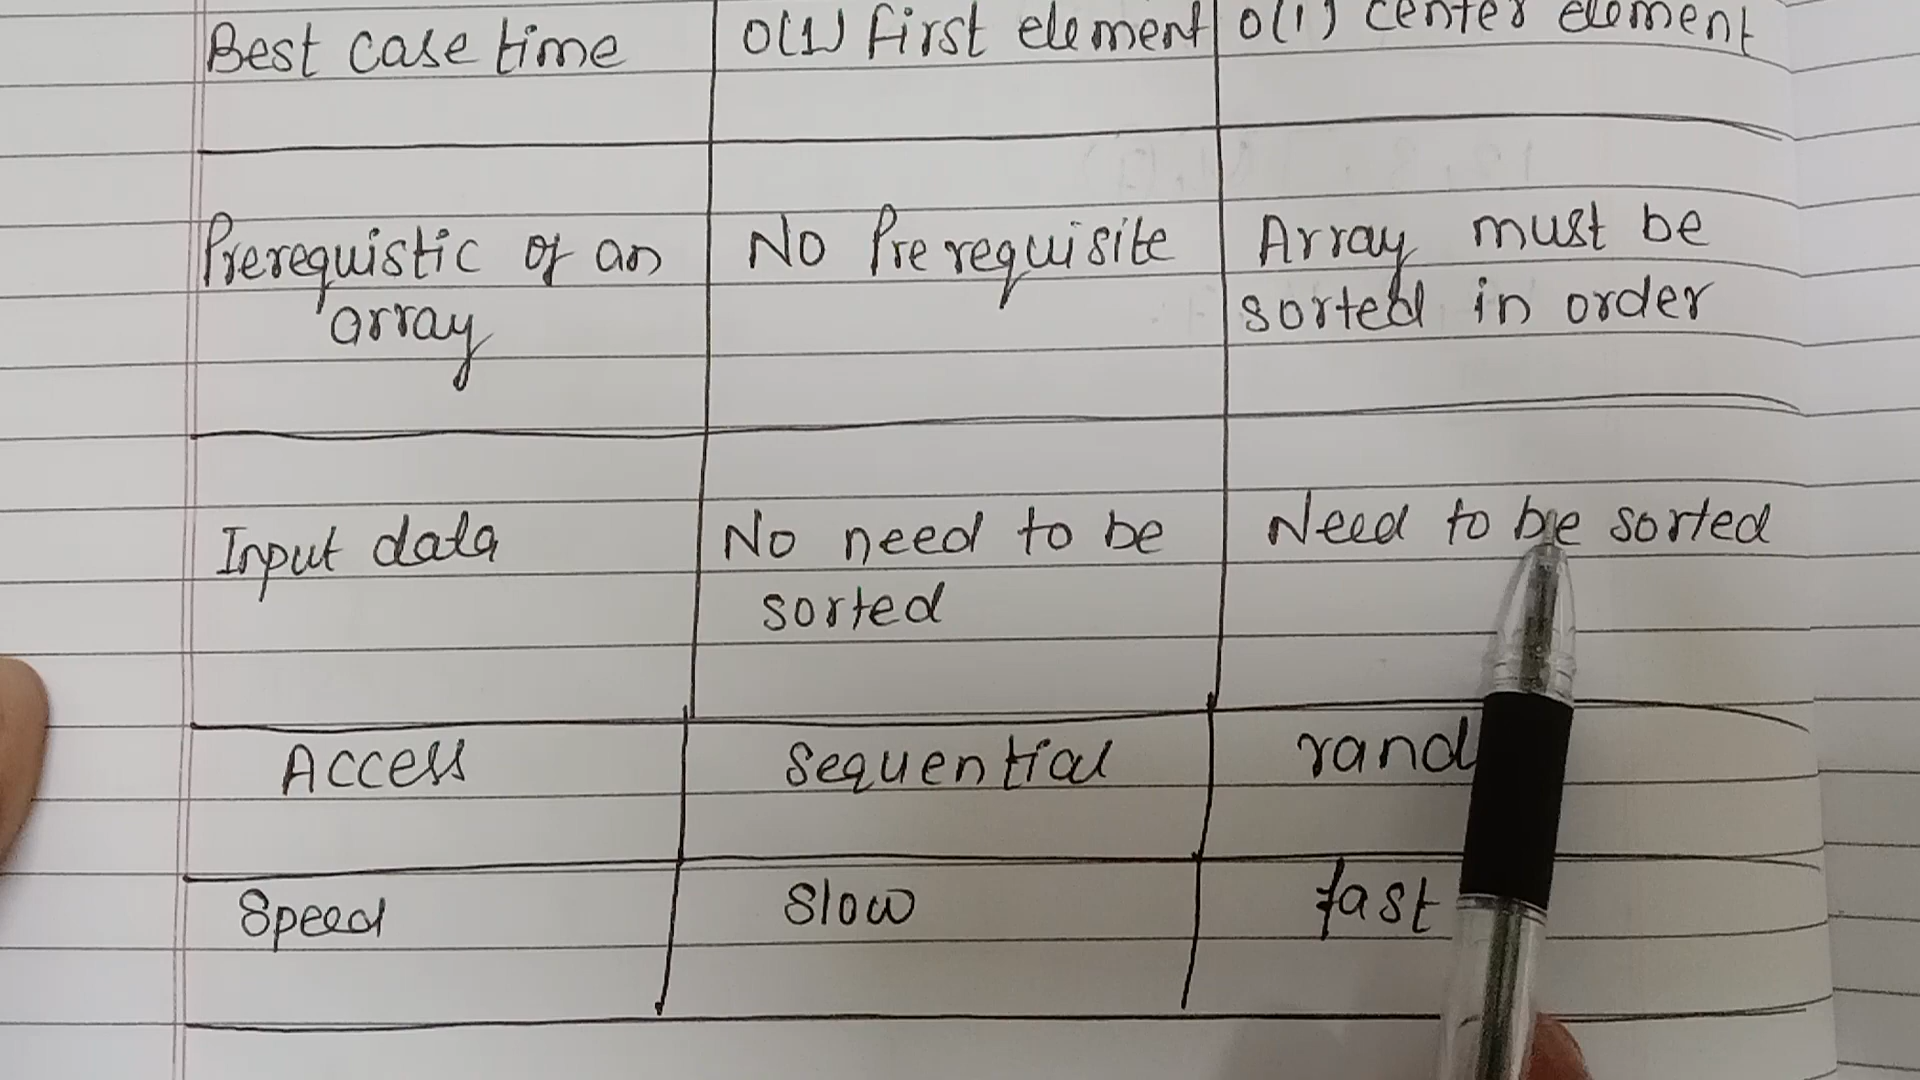 Best case time
O(1) first element
O(1) center element
Prerequistic of an
array
No Prerequisite
Array must be
sorted in order
Input data
No need to be
sorted
Need to be sorted
Access
sequential
Speed
slow
fast